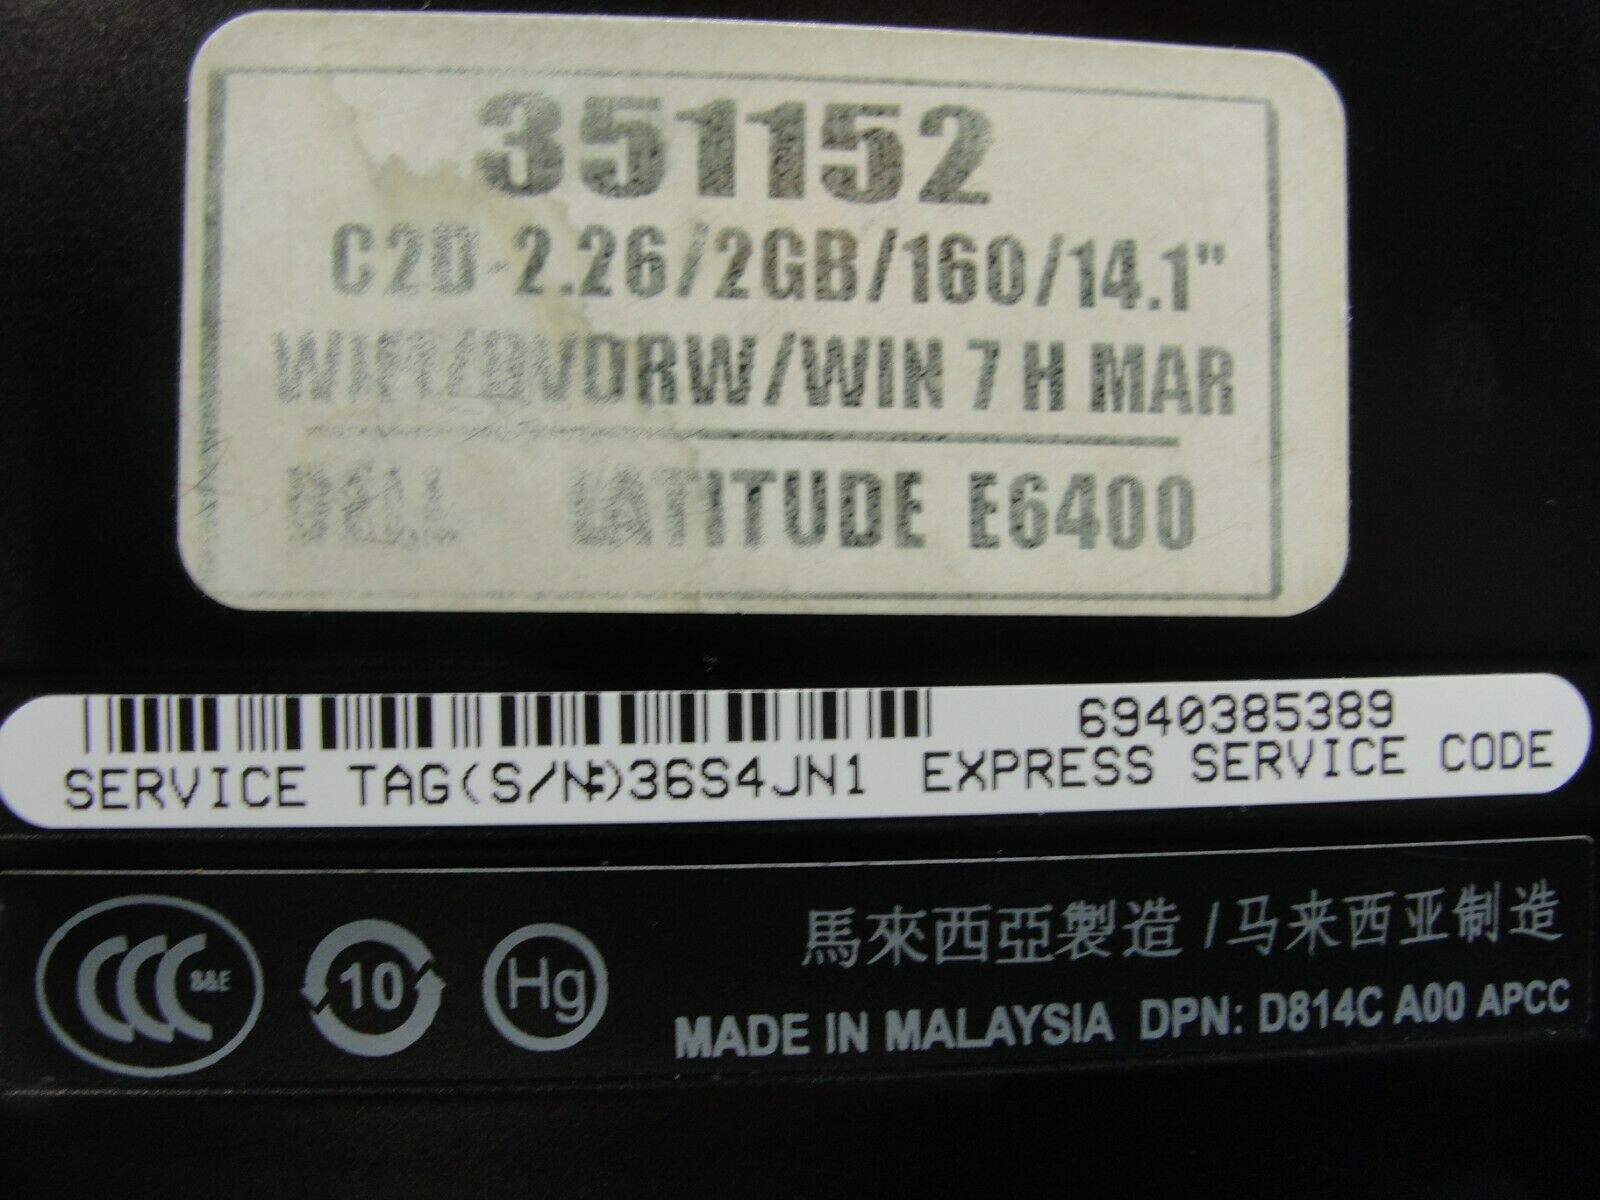 351152
C2D 2.26/2GB/160/14.1"
/DVDRW/WIN 7 H MAR
LATITUDE E6400
6940385389
SERVICE TAG(S/N:)36S4JN1 EXPRESS SERVICE CODE
CCC S&E
10
Hg
馬來西亞製造 / 马来西亚制造
MADE IN MALAYSIA DPN: D814C A00 APCC